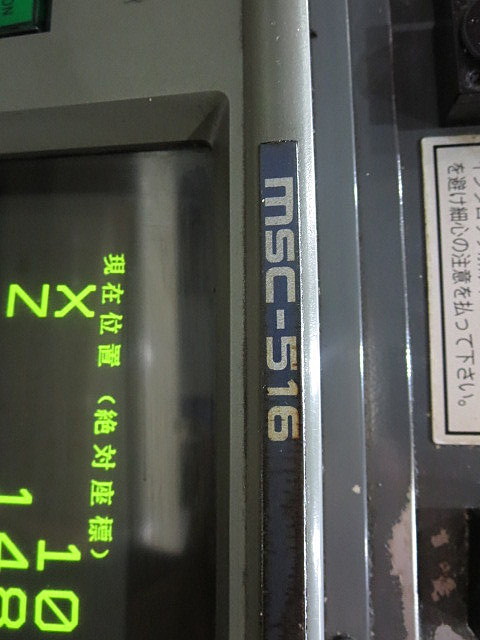 ON
msc-516
現在位置（絶対座標）
X 10
Z 148
を避け細心の注意を払って下さい。